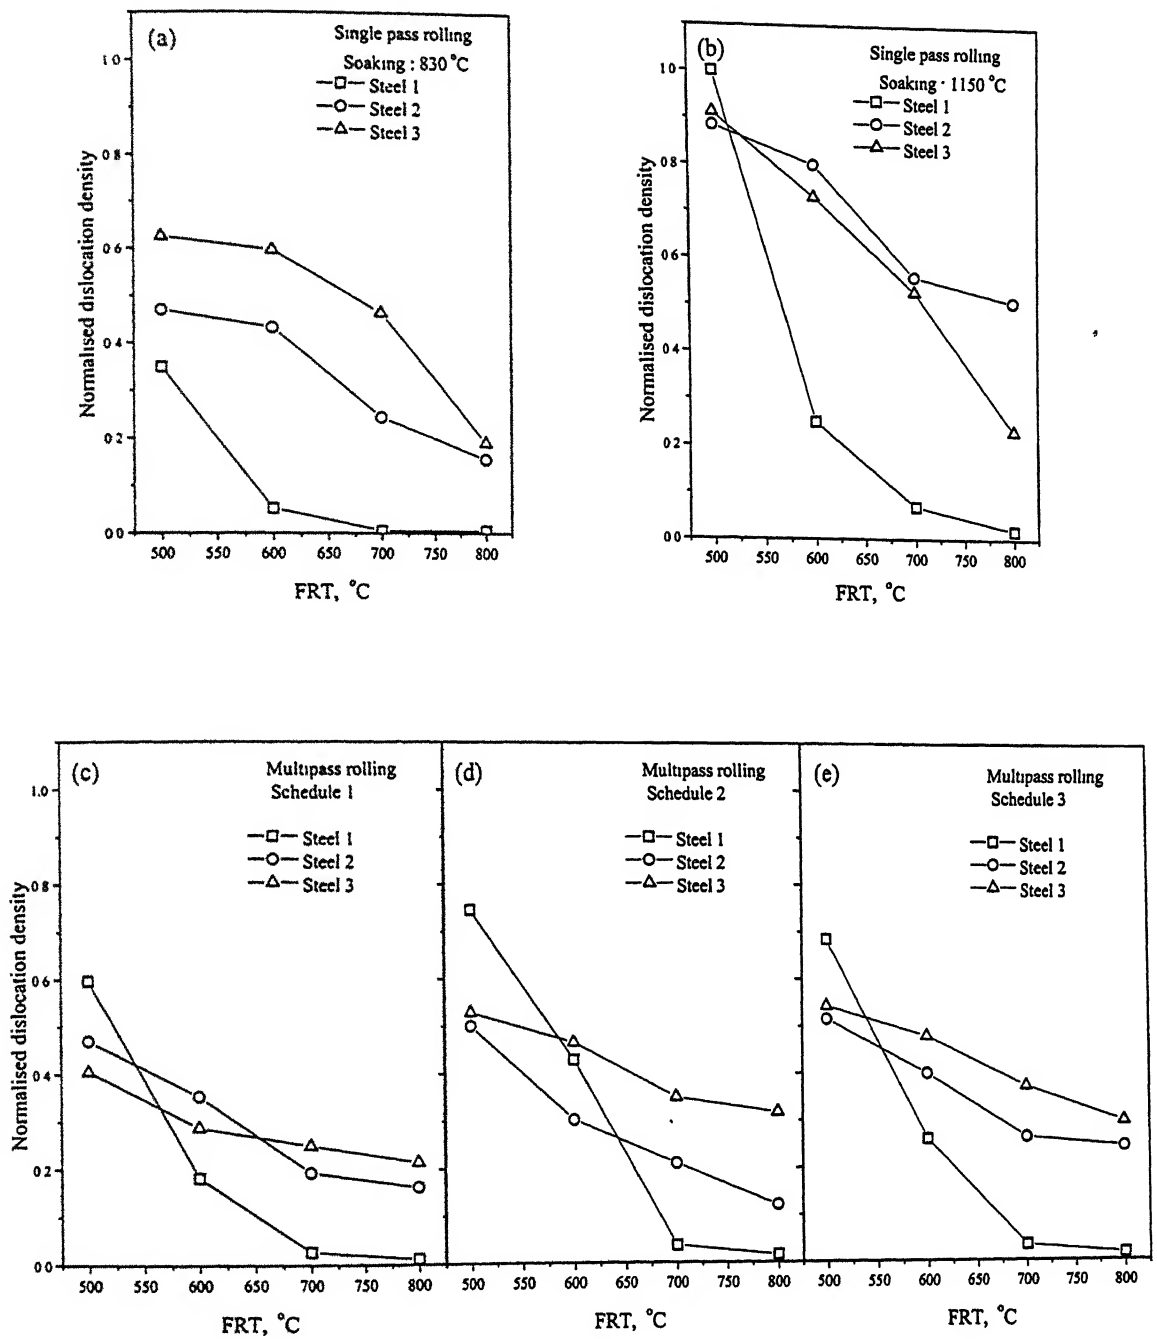 (a)
Single pass rolling
Soaking : 830 °C
Steel 1
Steel 2
Steel 3
Normalised dislocation density
1 0
0 8
0 6
0 4
0 2
0 0
500 550 600 650 700 750 800
FRT, °C
(b)
Single pass rolling
Soaking · 1150 °C
Steel 1
Steel 2
Steel 3
Normalised dislocation density
1 0
0 8
0 6
0 4
0 2
0.0
500 550 600 650 700 750 800
FRT, °C
(c)
Multipass rolling
Schedule 1
Steel 1
Steel 2
Steel 3
Normalised dislocation density
1.0
0 8
0 6
0 4
0 2
0.0
500 550 600 650 700 750 800
FRT, °C
(d)
Multipass rolling
Schedule 2
Steel 1
Steel 2
Steel 3
500 550 600 650 700 750 800
FRT, °C
(e)
Multipass rolling
Schedule 3
Steel 1
Steel 2
Steel 3
500 550 600 650 700 750 800
FRT, °C